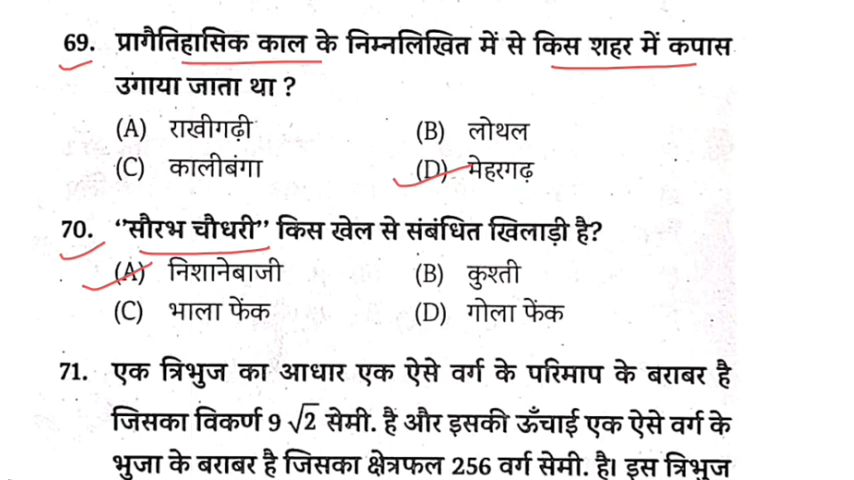 69. प्रागैतिहासिक काल के निम्नलिखित में से किस शहर में कपास
उगाया जाता था ?
(A) राखीगढ़ी (B) लोथल
(C) कालीबंगा (D) मेहरगढ़
70. "सौरभ चौधरी" किस खेल से संबंधित खिलाड़ी है?
(A) निशानेबाजी (B) कुश्ती
(C) भाला फेंक (D) गोला फेंक
71. एक त्रिभुज का आधार एक ऐसे वर्ग के परिमाप के बराबर है
जिसका विकर्ण 9 √2 सेमी. है और इसकी ऊँचाई एक ऐसे वर्ग के
भुजा के बराबर है जिसका क्षेत्रफल 256 वर्ग सेमी. है। इस त्रिभुज